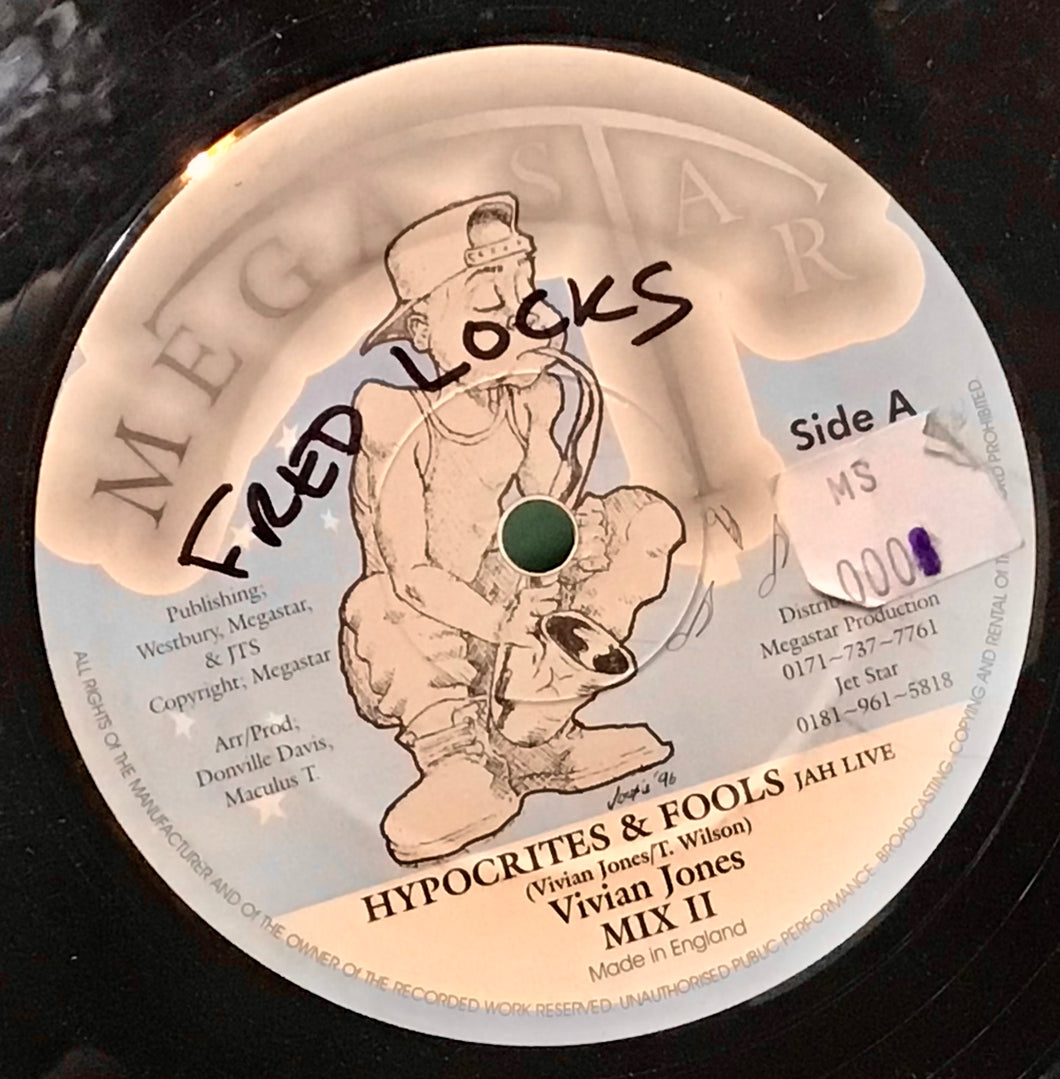 MEGASTAR
FRED LOCKS
Side A
MS
000
Publishing;
Westbury, Megastar,
& JTS
Copyright; Megastar
Arr/Prod;
Donville Davis,
Maculus T.
Megastar Production
0171~737~7761
Jet Star
0181~961~5818
'96
HYPOCRITES & FOOLS JAH LIVE
(Vivian Jones/T. Wilson)
Vivian Jones
MIX II
Made in England
ALL RIGHTS Of THE MANUFACTURER AND Of THE OWNER Of THE RECORDED WORK RESERVED. UNAUTHORISED PUBLIC PERFORMANCE, BROADCASTING, COPYING AND RENTAL Of PROHIBITED